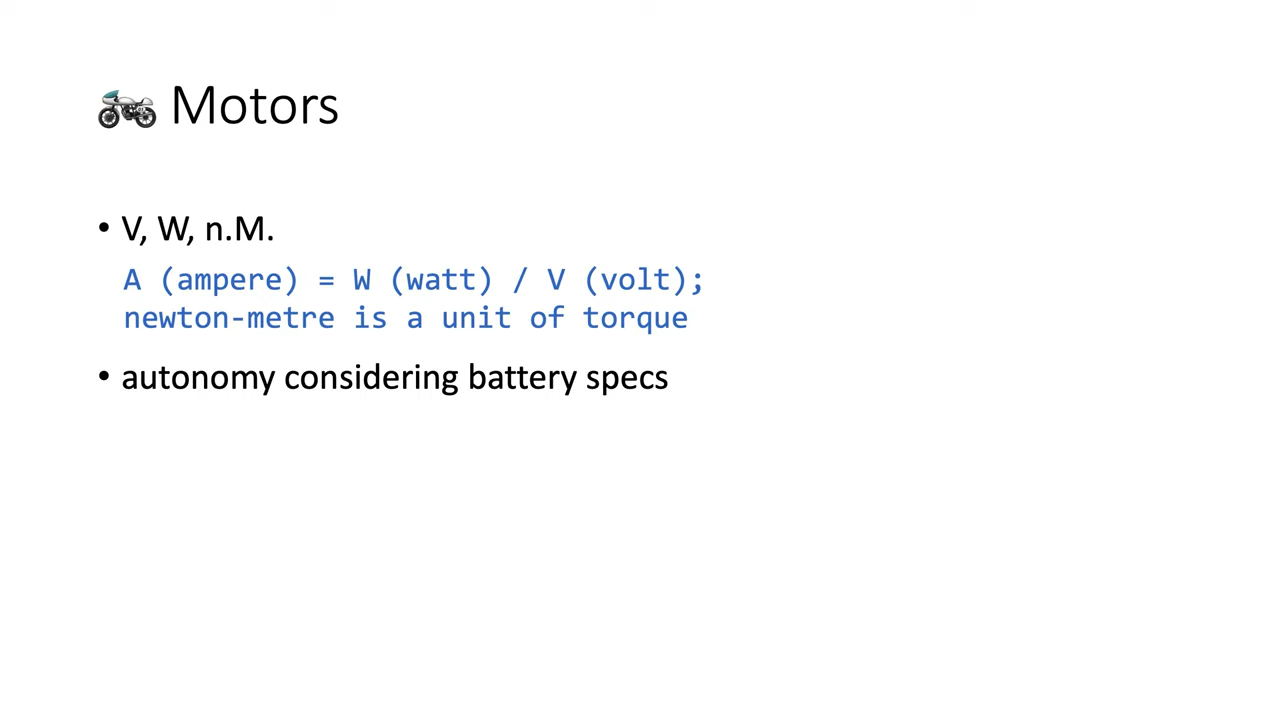 Motors
• V, W, n.M.
A (ampere) = W (watt) / V (volt);
newton-metre is a unit of torque
• autonomy considering battery specs